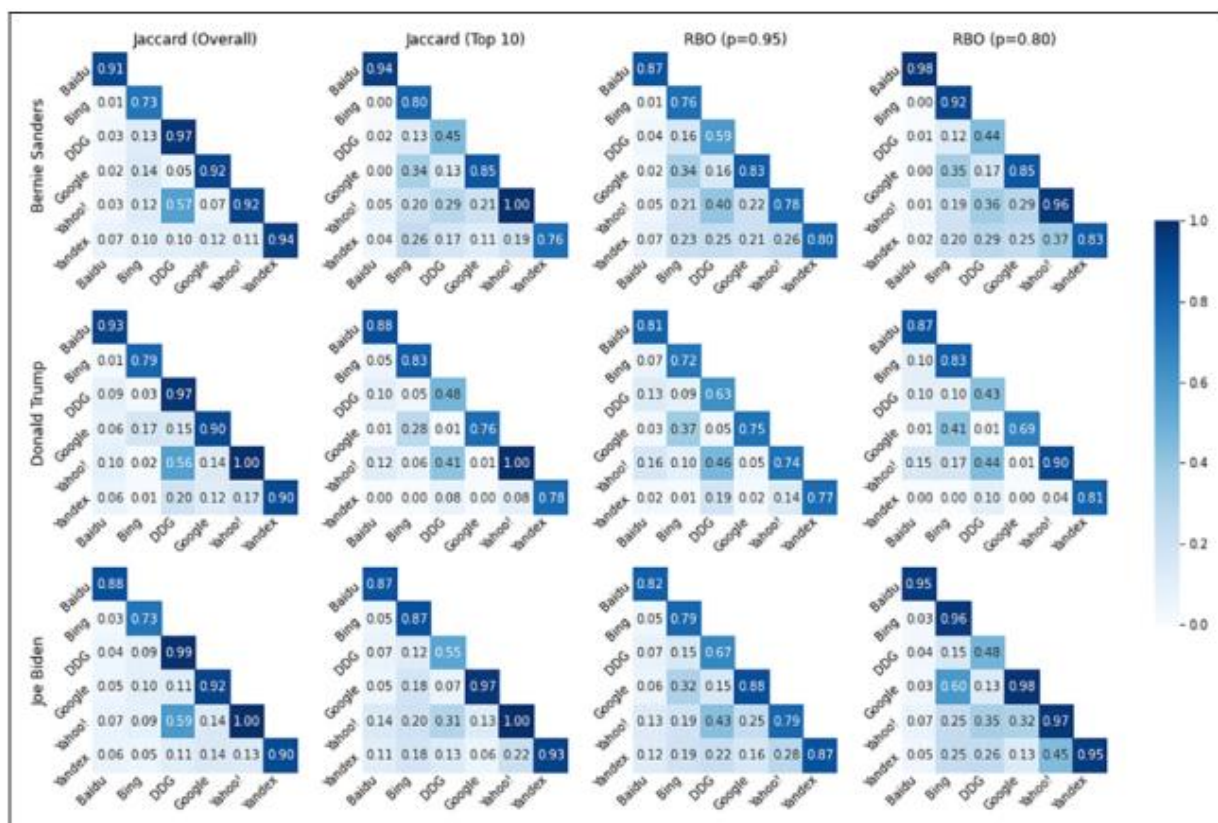 Jaccard (Overall) Jaccard (Top 10) RBO (p=0.95) RBO (p=0.80)
Bernie Sanders
Baidu 0.91 Baidu 0.94 Baidu 0.87 Baidu 0.98
Bing 0.01 0.73 Bing 0.00 0.80 Bing 0.01 0.76 Bing 0.00 0.92
DDG 0.03 0.13 0.97 DDG 0.02 0.13 0.45 DDG 0.04 0.16 0.59 DDG 0.01 0.12 0.44
Google 0.02 0.14 0.05 0.92 Google 0.00 0.34 0.13 0.85 Google 0.02 0.34 0.16 0.83 Google 0.00 0.35 0.17 0.85
Yahoo! 0.03 0.12 0.57 0.07 0.92 Yahoo! 0.05 0.20 0.29 0.21 1.00 Yahoo! 0.05 0.21 0.40 0.22 0.78 Yahoo! 0.01 0.19 0.36 0.29 0.96
Yandex 0.07 0.10 0.10 0.12 0.11 0.94 Yandex 0.04 0.26 0.17 0.11 0.19 0.76 Yandex 0.07 0.23 0.25 0.21 0.26 0.80 Yandex 0.02 0.20 0.29 0.25 0.37 0.83
Baidu Bing DDG Google Yahoo! Yandex Baidu Bing DDG Google Yahoo! Yandex Baidu Bing DDG Google Yahoo! Yandex Baidu Bing DDG Google Yahoo! Yandex
Donald Trump
Baidu 0.93 Baidu 0.88 Baidu 0.81 Baidu 0.87
Bing 0.01 0.79 Bing 0.05 0.83 Bing 0.07 0.72 Bing 0.10 0.83
DDG 0.09 0.03 0.97 DDG 0.10 0.05 0.48 DDG 0.13 0.09 0.63 DDG 0.10 0.10 0.43
Google 0.06 0.17 0.15 0.90 Google 0.01 0.28 0.01 0.76 Google 0.03 0.37 0.05 0.75 Google 0.01 0.41 0.01 0.69
Yahoo! 0.10 0.02 0.56 0.14 1.00 Yahoo! 0.12 0.06 0.41 0.01 1.00 Yahoo! 0.16 0.10 0.46 0.05 0.74 Yahoo! 0.15 0.17 0.44 0.01 0.90
Yandex 0.06 0.01 0.20 0.12 0.17 0.90 Yandex 0.00 0.00 0.08 0.00 0.08 0.78 Yandex 0.02 0.01 0.19 0.02 0.14 0.77 Yandex 0.00 0.00 0.10 0.00 0.04 0.81
Baidu Bing DDG Google Yahoo! Yandex Baidu Bing DDG Google Yahoo! Yandex Baidu Bing DDG Google Yahoo! Yandex Baidu Bing DDG Google Yahoo! Yandex
Joe Biden
Baidu 0.88 Baidu 0.87 Baidu 0.82 Baidu 0.95
Bing 0.03 0.73 Bing 0.05 0.87 Bing 0.05 0.79 Bing 0.03 0.96
DDG 0.04 0.09 0.99 DDG 0.07 0.12 0.55 DDG 0.07 0.15 0.67 DDG 0.04 0.15 0.48
Google 0.05 0.10 0.11 0.92 Google 0.05 0.18 0.07 0.97 Google 0.06 0.32 0.15 0.88 Google 0.03 0.60 0.13 0.98
Yahoo! 0.07 0.09 0.59 0.14 1.00 Yahoo! 0.14 0.20 0.31 0.13 1.00 Yahoo! 0.13 0.19 0.43 0.25 0.79 Yahoo! 0.07 0.25 0.35 0.32 0.97
Yandex 0.06 0.05 0.11 0.14 0.13 0.90 Yandex 0.11 0.18 0.13 0.06 0.22 0.93 Yandex 0.12 0.19 0.22 0.16 0.28 0.87 Yandex 0.05 0.25 0.26 0.13 0.45 0.95
Baidu Bing DDG Google Yahoo! Yandex Baidu Bing DDG Google Yahoo! Yandex Baidu Bing DDG Google Yahoo! Yandex Baidu Bing DDG Google Yahoo! Yandex
1.0
0.8
0.6
0.4
0.2
0.0